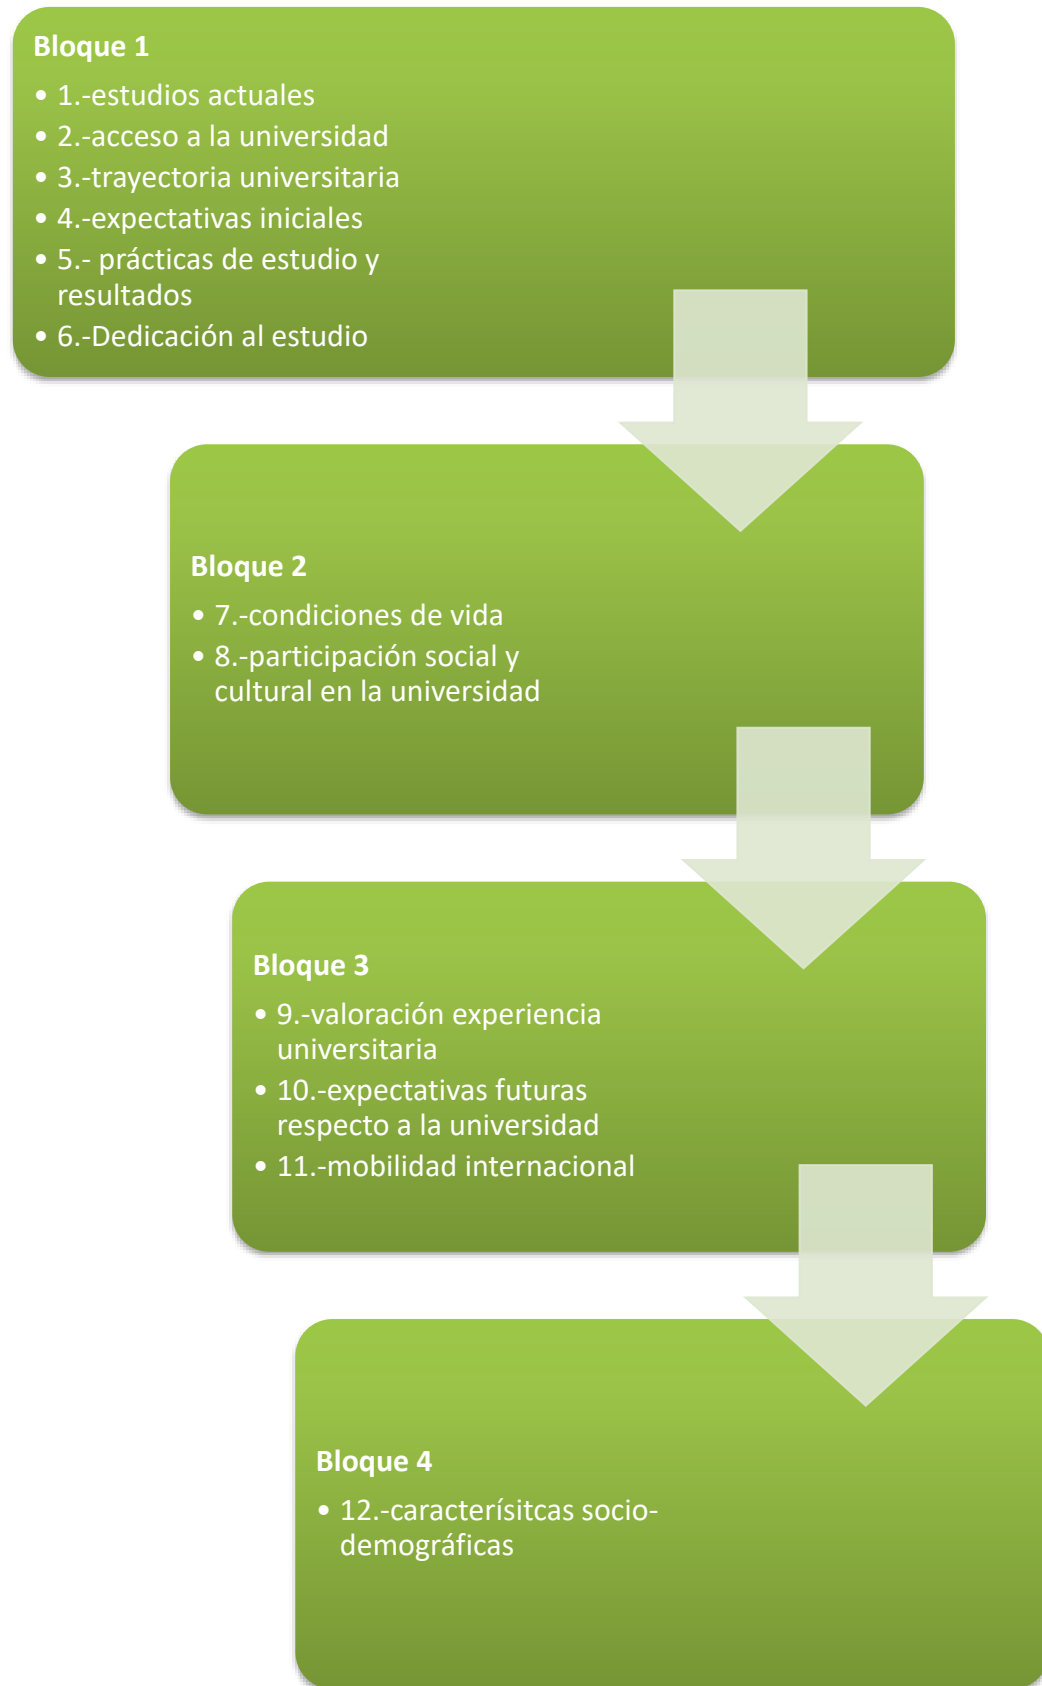 Bloque 1
• 1.-estudios actuales
• 2.-acceso a la universidad
• 3.-trayectoria universitaria
• 4.-expectativas iniciales
• 5.- prácticas de estudio y
resultados
• 6.-Dedicación al estudio
Bloque 2
• 7.-condiciones de vida
• 8.-participación social y
cultural en la universidad
Bloque 3
• 9.-valoración experiencia
universitaria
• 10.-expectativas futuras
respecto a la universidad
• 11.-mobilidad internacional
Bloque 4
• 12.-caracterísitcas socio-
demográficas